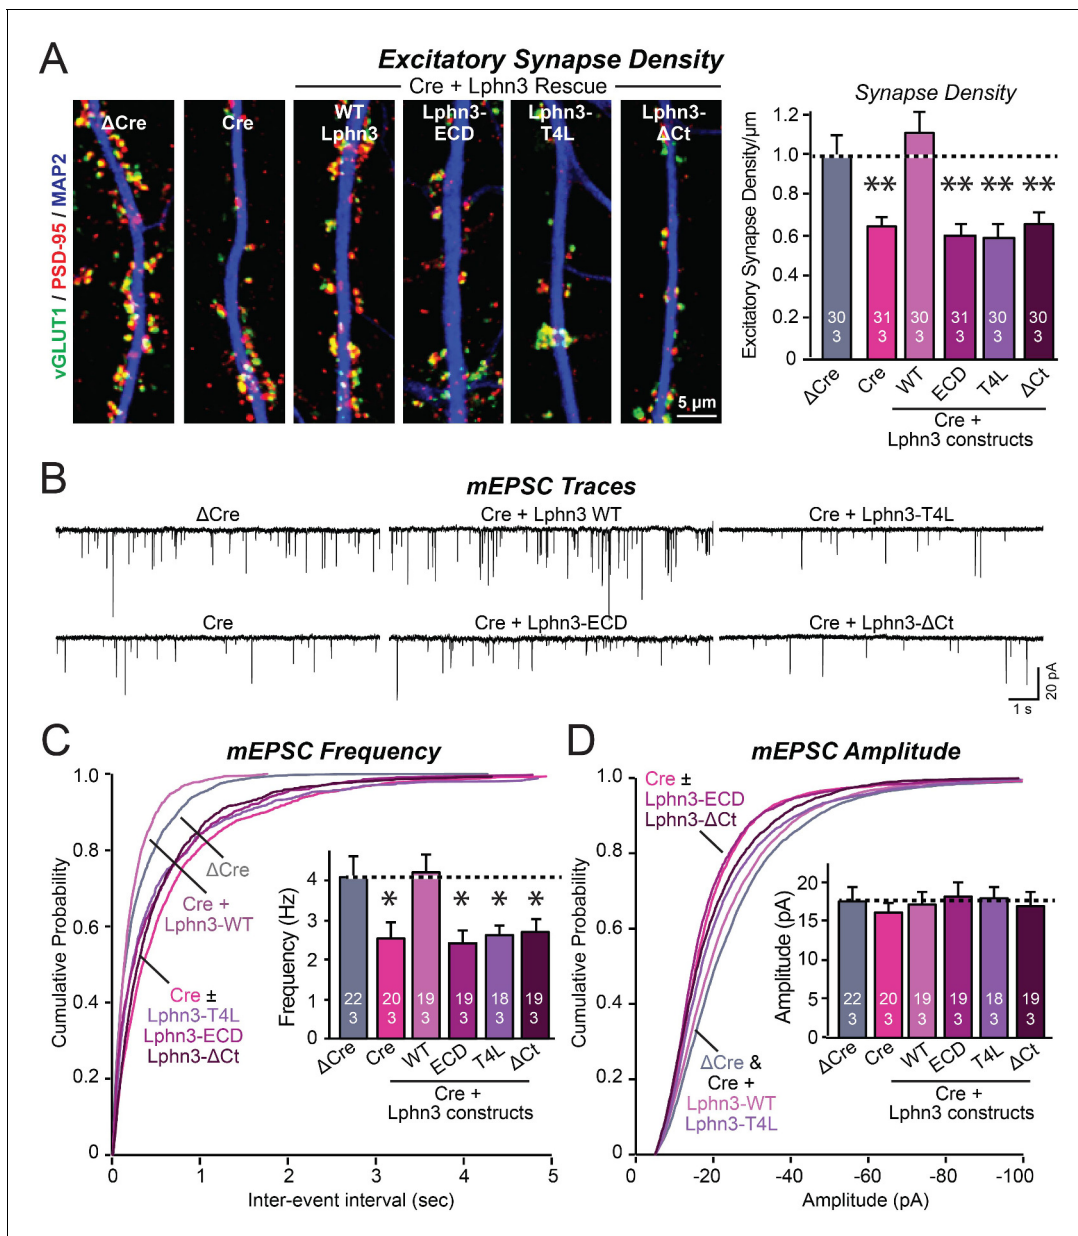 A
Excitatory Synapse Density
Cre + Lphn3 Rescue
vGLUT1 / PSD-95 / MAP2
ΔCre
Cre
WT
Lphn3
Lphn3-
ECD
Lphn3-
T4L
Lphn3-
ΔCt
5 µm
Synapse Density
Excitatory Synapse Density/µm
1.2
1.0
0.8
0.6
0.4
0.2
0
** ** ** **
30 31 30 31 30 30
3 3 3 3 3 3
ΔCre Cre WT ECD T4L ΔCt
Cre +
Lphn3 constructs
B
mEPSC Traces
ΔCre
Cre + Lphn3 WT
Cre + Lphn3-T4L
Cre
Cre + Lphn3-ECD
Cre + Lphn3-ΔCt
20 pA
1 s
C
mEPSC Frequency
Cumulative Probability
1.0
0.8
0.6
0.4
0.2
0
0 1 2 3 4 5
Inter-event interval (sec)
ΔCre
Cre +
Lphn3-WT
Cre ±
Lphn3-T4L
Lphn3-ECD
Lphn3-ΔCt
Frequency (Hz)
4
3
2
1
0
* * * *
22 20 19 19 18 19
3 3 3 3 3 3
ΔCre Cre WT ECD T4L ΔCt
Cre +
Lphn3 constructs
D
mEPSC Amplitude
Cumulative Probability
1.0
0.8
0.6
0.4
0.2
0
-20 -40 -60 -80 -100
Amplitude (pA)
Cre ±
Lphn3-ECD
Lphn3-ΔCt
ΔCre &
Cre +
Lphn3-WT
Lphn3-T4L
Amplitude (pA)
20
15
10
5
0
22 20 19 19 18 19
3 3 3 3 3 3
ΔCre Cre WT ECD T4L ΔCt
Cre +
Lphn3 constructs